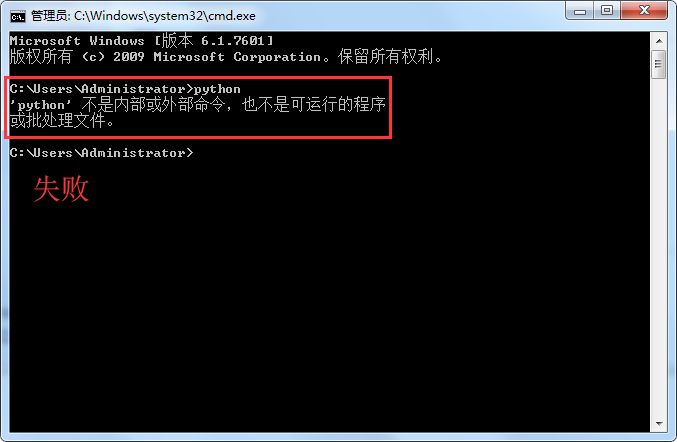 管理员: C:\Windows\system32\cmd.exe
Microsoft Windows [版本 6.1.7601]
版权所有 (c) 2009 Microsoft Corporation。保留所有权利。
C:\Users\Administrator>python
'python' 不是内部或外部命令，也不是可运行的程序
或批处理文件。
C:\Users\Administrator>
失败